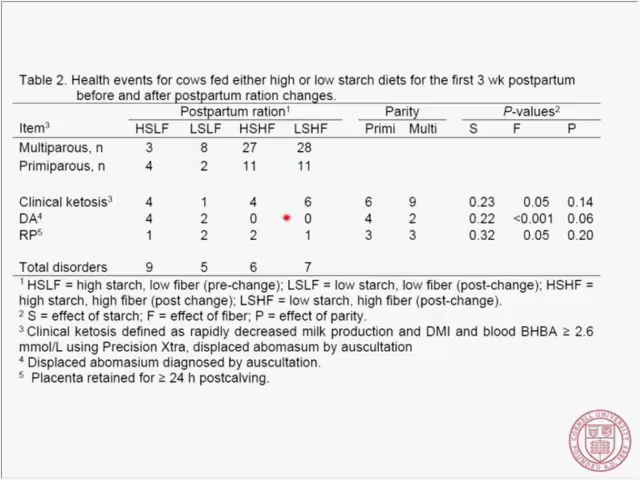 Table 2. Health events for cows fed either high or low starch diets for the first 3 wk postpartum
before and after postpartum ration changes.
Postpartum ration¹ Parity P-values²
Item³ HSLF LSLF HSHF LSHF Primi Multi S F P
Multiparous, n 3 8 27 28
Primiparous, n 4 2 11 11
Clinical ketosis³ 4 1 4 6 6 9 0.23 0.05 0.14
DA⁴ 4 2 0 0 4 2 0.22 <0.001 0.06
RP⁵ 1 2 2 1 3 3 0.32 0.05 0.20
Total disorders 9 5 6 7
¹ HSLF = high starch, low fiber (pre-change); LSLF = low starch, low fiber (post-change); HSHF =
high starch, high fiber (post change); LSHF = low starch, high fiber (post-change).
² S = effect of starch; F = effect of fiber; P = effect of parity.
³ Clinical ketosis defined as rapidly decreased milk production and DMI and blood BHBA ≥ 2.6
mmol/L using Precision Xtra, displaced abomasum by auscultation
⁴ Displaced abomasium diagnosed by auscultation.
⁵ Placenta retained for ≥ 24 h postcalving.
CORNELL UNIVERSITY
FOUNDED A.D. 1865